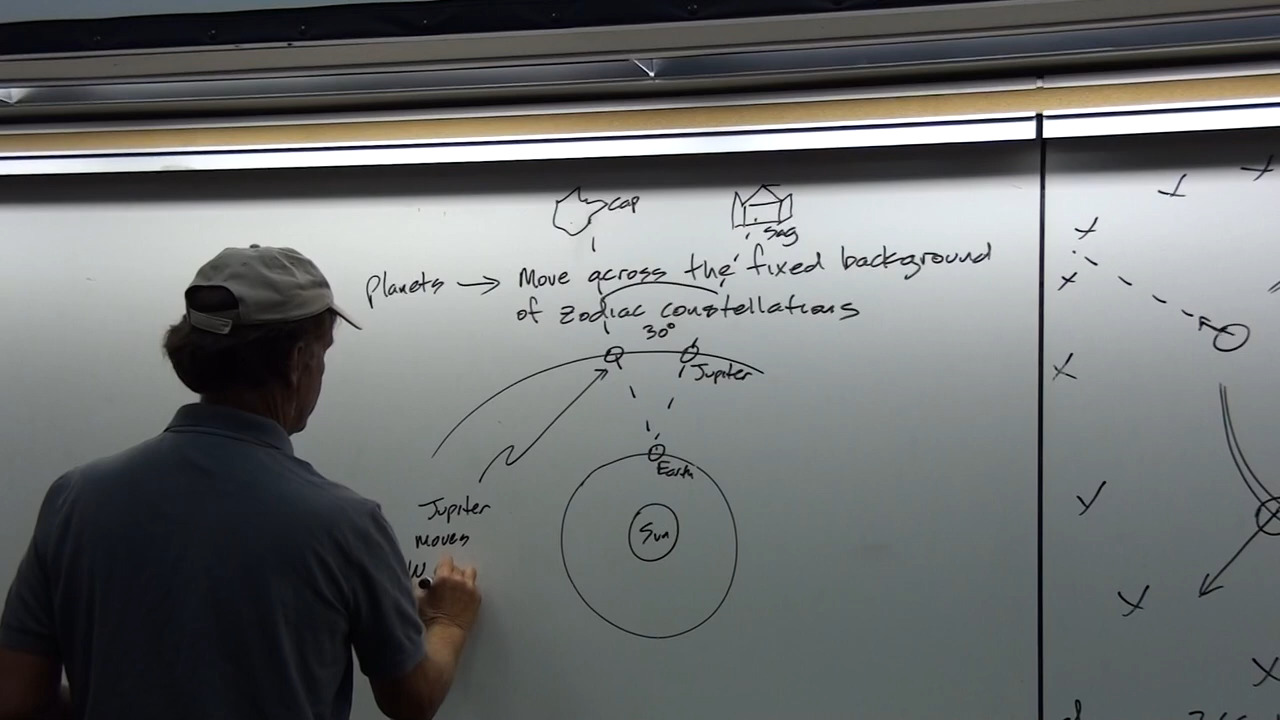 Cap
Sag
Planets → Move across the fixed background
of zodiac constellations
30°
Jupiter
Earth
Sun
Jupiter
moves